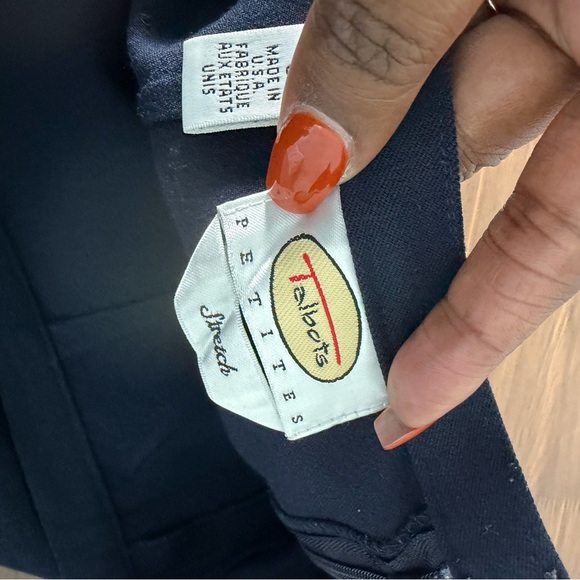 MADE IN
U.S.A.
FABRIQUE
AUX ETATS
UNIS
Talbots
PETITES
Stretch